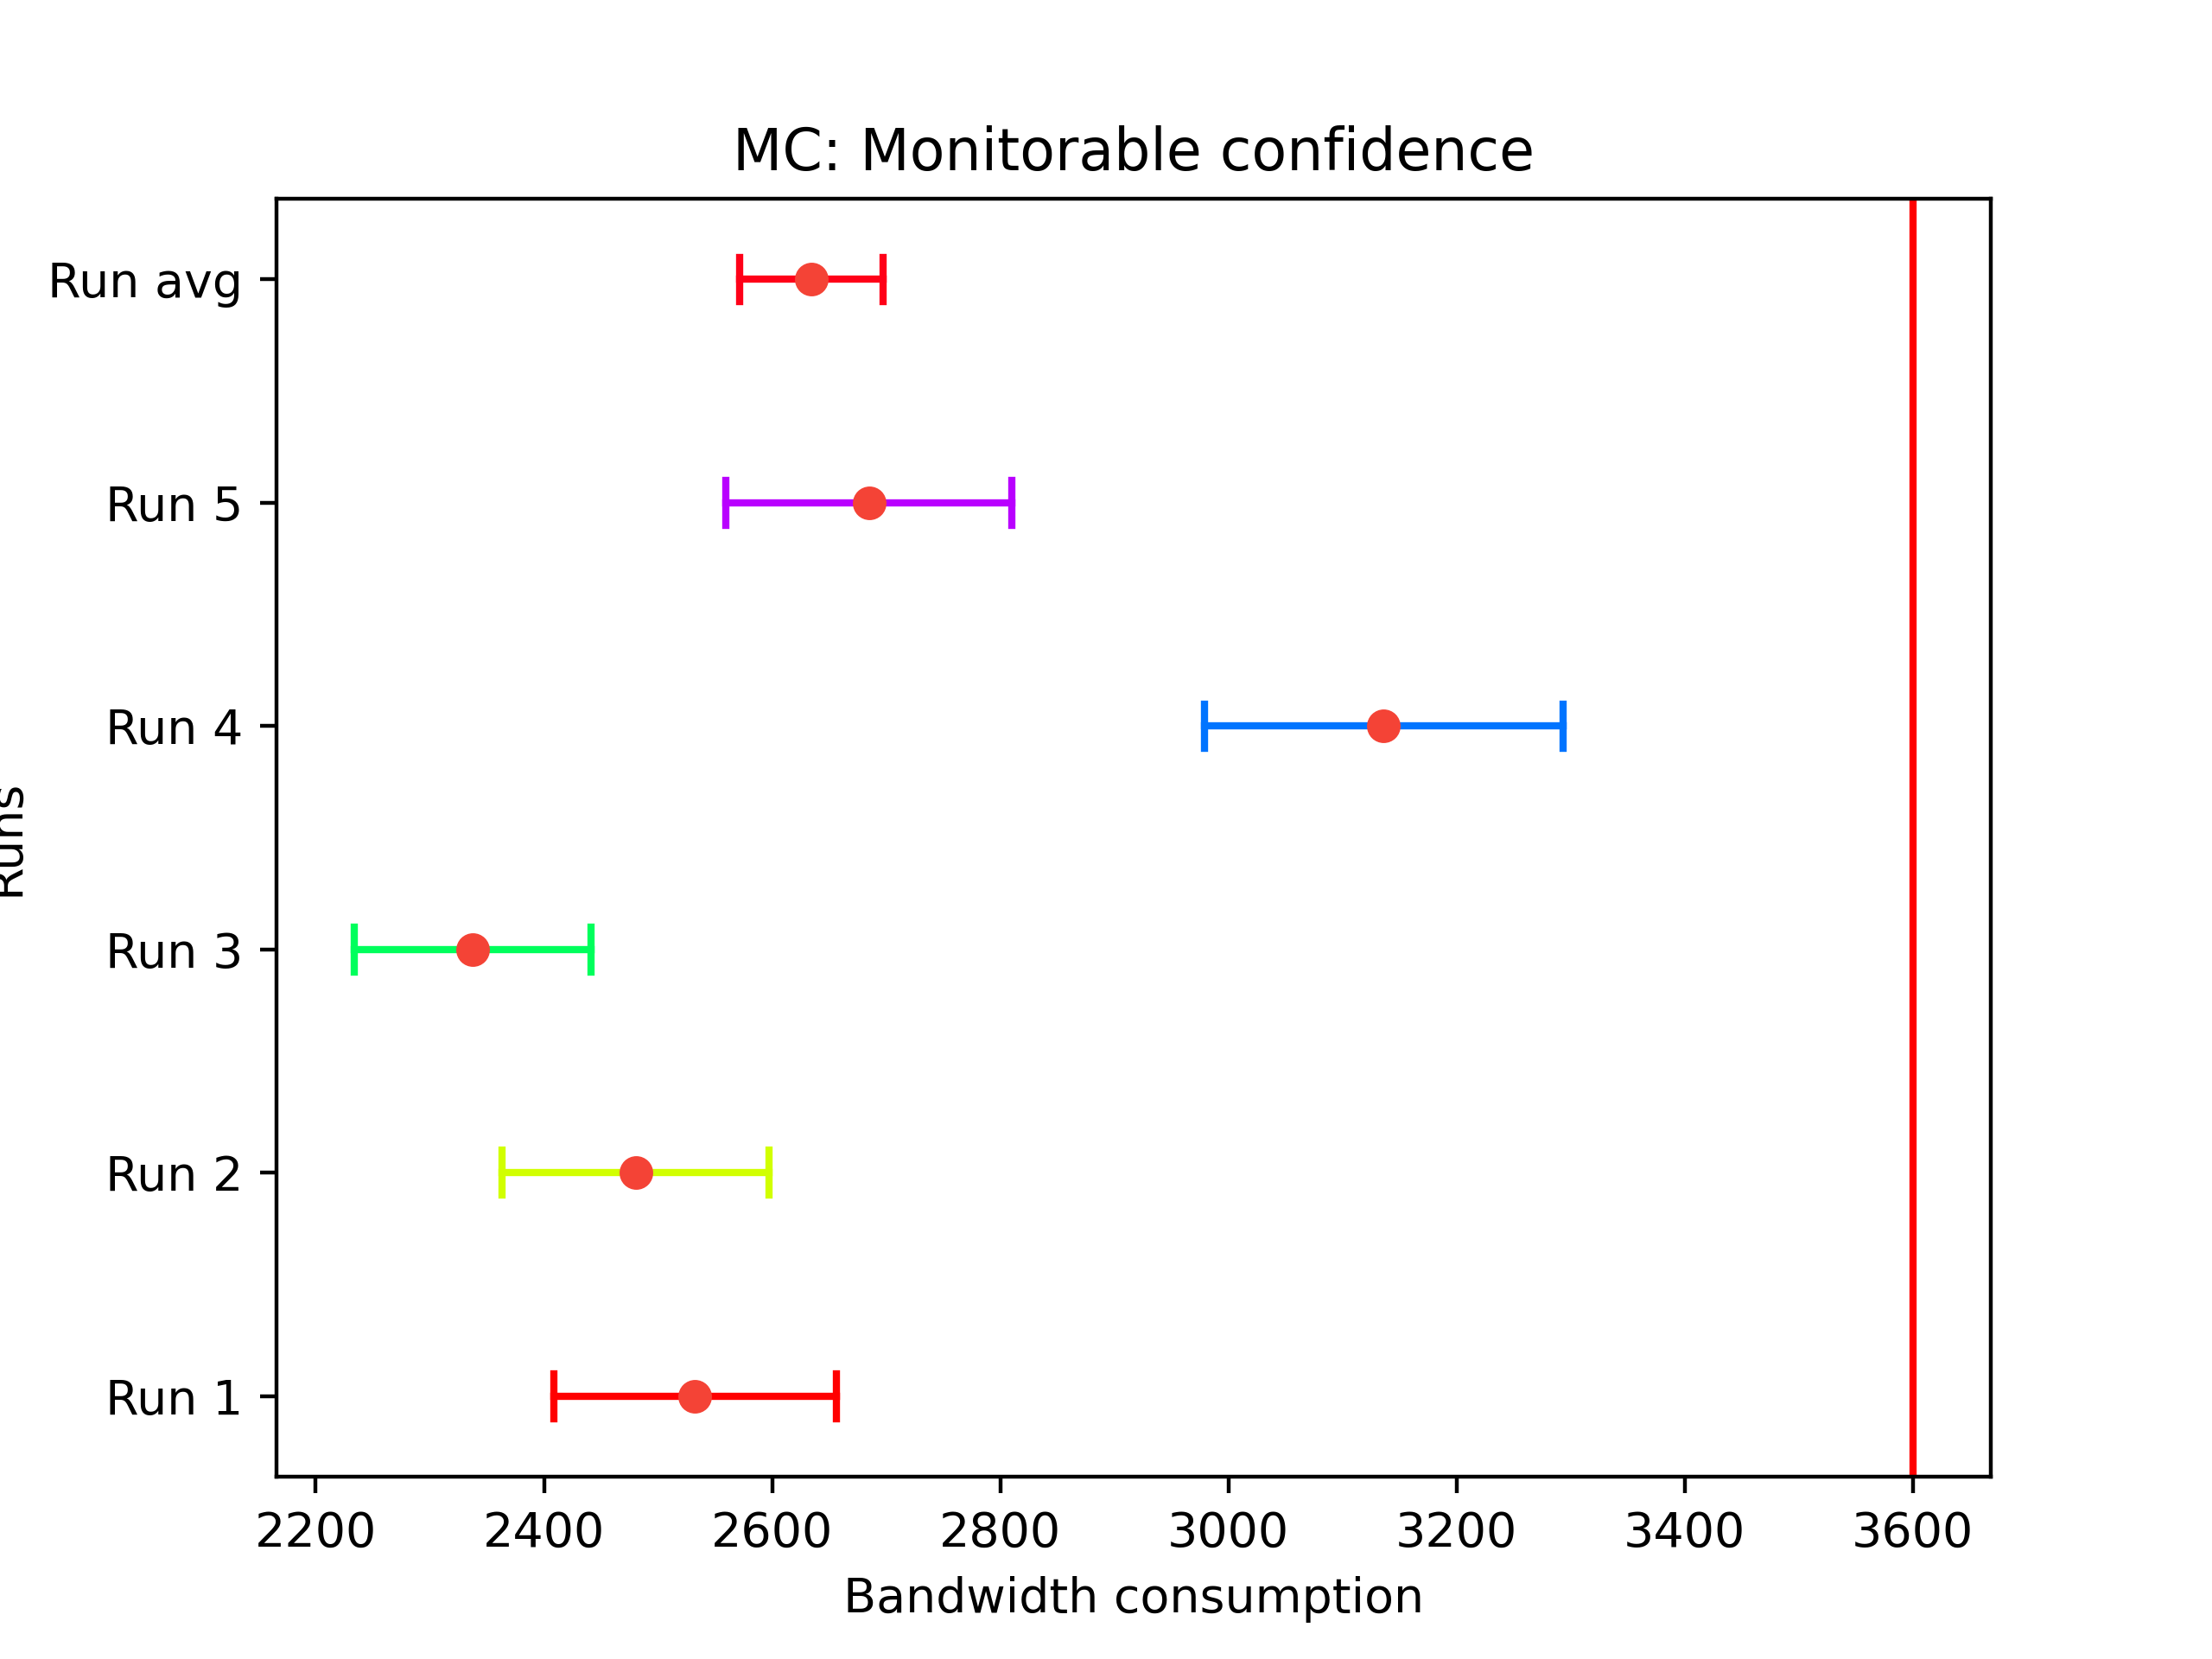 MC: Monitorable confidence
Run avg
Run 5
Run 4
Runs
Run 3
Run 2
Run 1
2200 2400 2600 2800 3000 3200 3400 3600
Bandwidth consumption